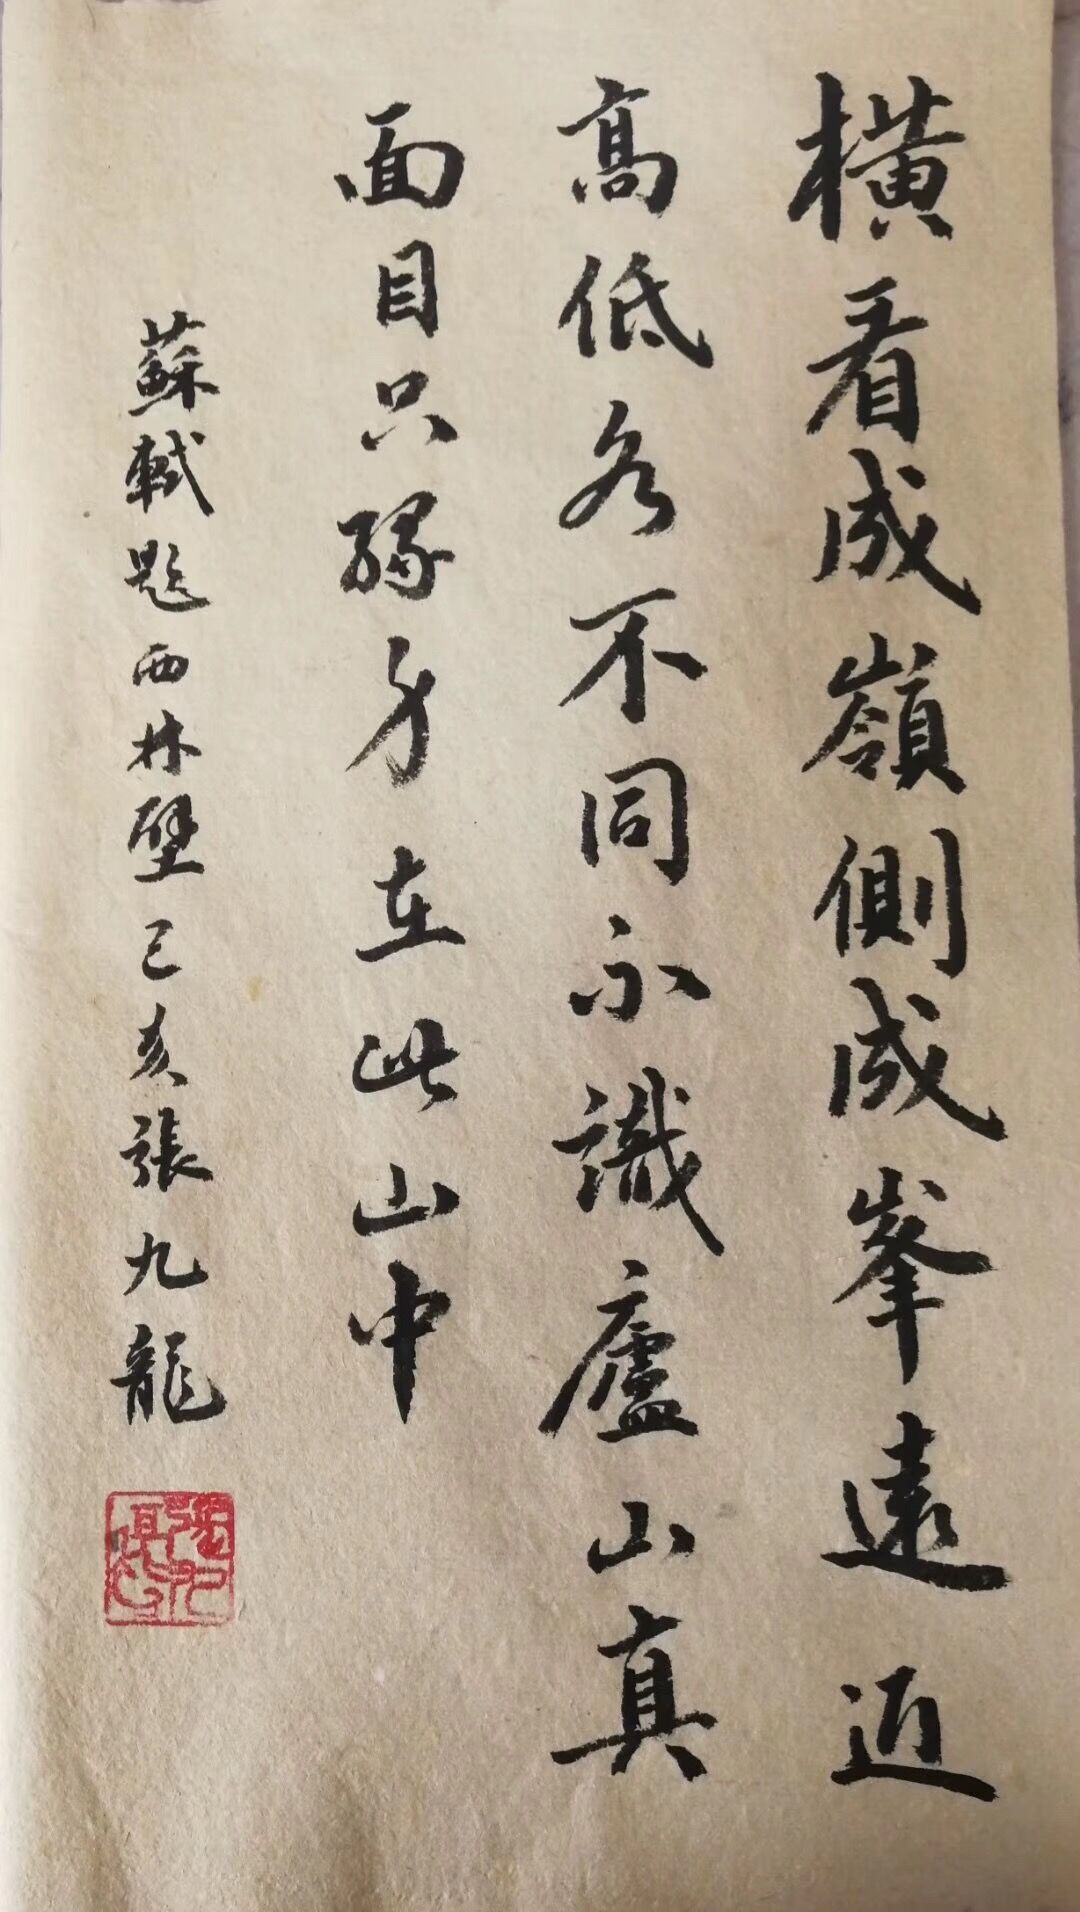 橫看成嶺側成峯遠近
高低各不同不識廬山真
面目只緣身在此山中
蘇軾題西林壁己亥張九龍